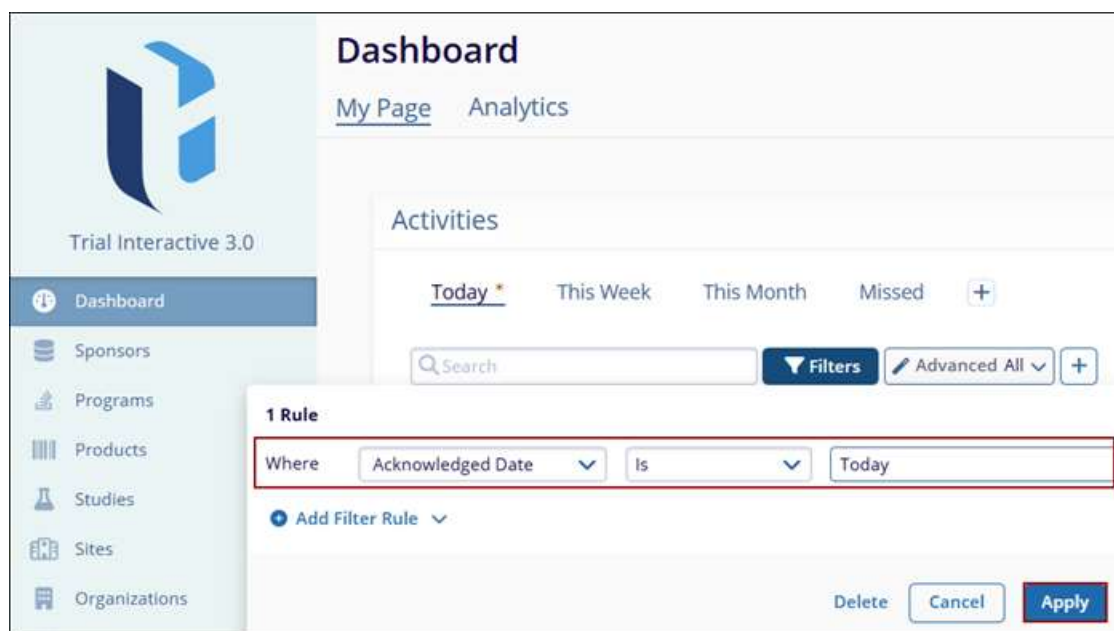 Dashboard
My Page Analytics
Trial Interactive 3.0
Activities
Today * This Week This Month Missed +
Search Filters Advanced All +
Dashboard
Sponsors
Programs
Products
Studies
Sites
Organizations
1 Rule
Where Acknowledged Date Is Today
Add Filter Rule
Delete Cancel Apply